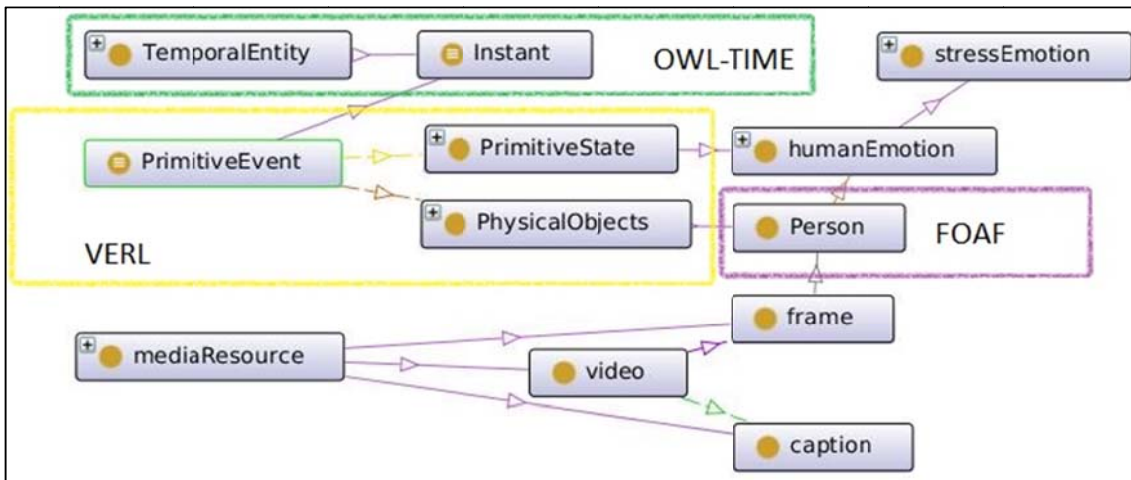 TemporalEntity
Instant
OWL-TIME
stressEmotion
PrimitiveEvent
PrimitiveState
humanEmotion
PhysicalObjects
Person
FOAF
VERL
frame
mediaResource
video
caption